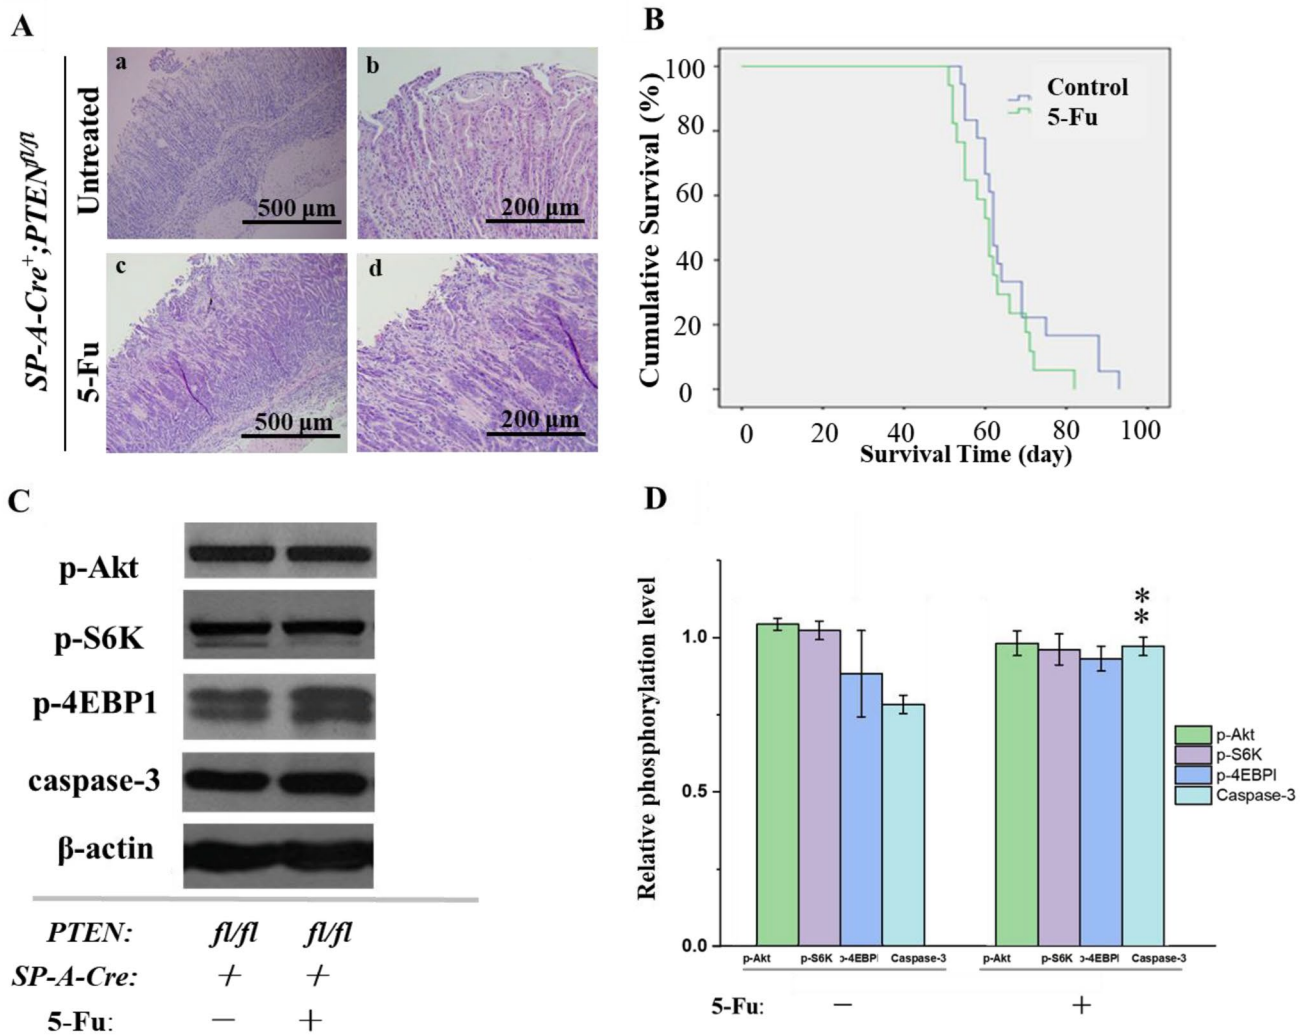 A
SP-A-Cre+;PTENfl/fl
Untreated
a
500 μm
b
200 μm
5-Fu
c
500 μm
d
200 μm
B
Cumulative Survival (%)
100
80
60
40
20
0
Control
5-Fu
0 20 40 60 80 100
Survival Time (day)
C
p-Akt
p-S6K
p-4EBP1
caspase-3
β-actin
PTEN: fl/fl fl/fl
SP-A-Cre: + +
5-Fu: − +
D
Relative phosphorylation level
1.0
0.5
0.0
**
p-Akt
p-S6K
p-4EBPl
Caspase-3
p-Akt p-S6K p-4EBPl Caspase-3 p-Akt p-S6K p-4EBPl Caspase-3
5-Fu: − +